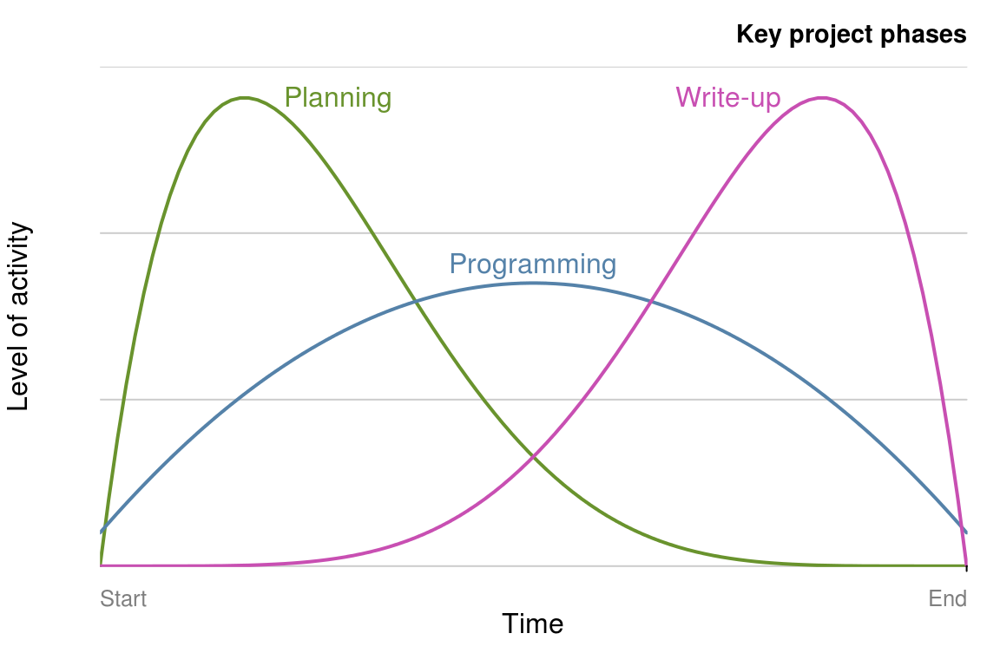 Key project phases
Planning
Write-up
Programming
Level of activity
Start
End
Time